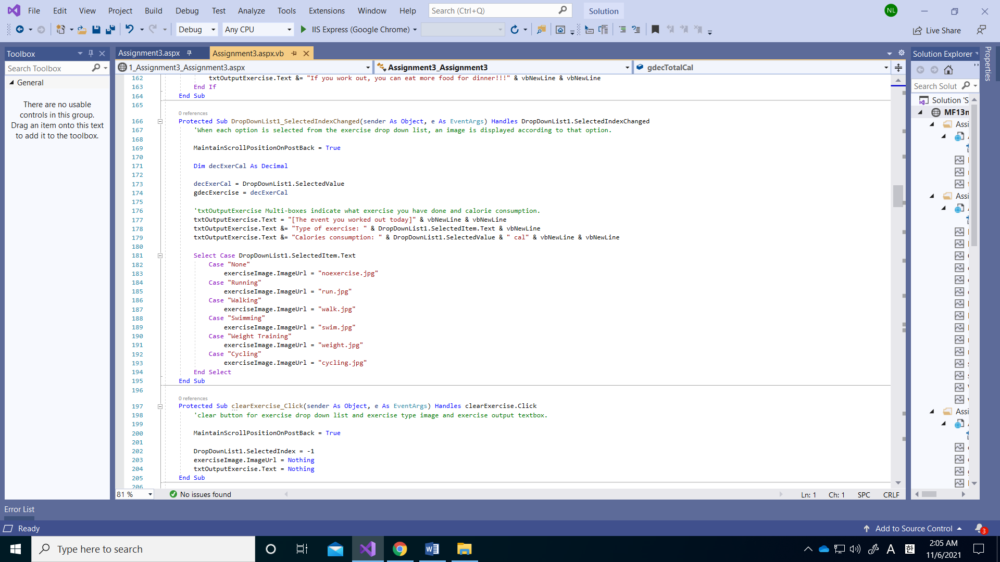 File Edit View Project Build Debug Test Analyze Tools Extensions Window Help Search (Ctrl+Q) Solution NL
Debug Any CPU IIS Express (Google Chrome) Live Share
Toolbox
Search Toolbox
General
There are no usable
controls in this group.
Drag an item onto this text
to add it to the toolbox.
Assignment3.aspx Assignment3.aspx.vb
1_Assignment3_Assignment3.aspx Assignment3_Assignment3 gdecTotalCal
162 txtOutputExercise.Text &= "If you work out, you can eat more food for dinner!!!" & vbNewLine & vbNewLine
163 End If
164 End Sub
165
0 references
166 Protected Sub DropDownList1_SelectedIndexChanged(sender As Object, e As EventArgs) Handles DropDownList1.SelectedIndexChanged
167 'When each option is selected from the exercise drop down list, an image is displayed according to that option.
168
169 MaintainScrollPositionOnPostBack = True
170
171 Dim decExerCal As Decimal
172
173 decExerCal = DropDownList1.SelectedValue
174 gdecExercise = decExerCal
175
176 'txtOutputExercise Multi-boxes indicate what exercise you have done and calorie consumption.
177 txtOutputExercise.Text = "[The event you worked out today]" & vbNewLine & vbNewLine
178 txtOutputExercise.Text &= "Type of exercise: " & DropDownList1.SelectedItem.Text & vbNewLine
179 txtOutputExercise.Text &= "Calories consumption: " & DropDownList1.SelectedValue & " cal" & vbNewLine & vbNewLine
180
181 Select Case DropDownList1.SelectedItem.Text
182 Case "None"
183 exerciseImage.ImageUrl = "noexercise.jpg"
184 Case "Running"
185 exerciseImage.ImageUrl = "run.jpg"
186 Case "Walking"
187 exerciseImage.ImageUrl = "walk.jpg"
188 Case "Swimming"
189 exerciseImage.ImageUrl = "swim.jpg"
190 Case "Weight Training"
191 exerciseImage.ImageUrl = "weight.jpg"
192 Case "Cycling"
193 exerciseImage.ImageUrl = "cycling.jpg"
194 End Select
195 End Sub
196
0 references
197 Protected Sub clearExercise_Click(sender As Object, e As EventArgs) Handles clearExercise.Click
198 'clear button for exercise drop down list and exercise type image and exercise output textbox.
199
200 MaintainScrollPositionOnPostBack = True
201
202 DropDownList1.SelectedIndex = -1
203 exerciseImage.ImageUrl = Nothing
204 txtOutputExercise.Text = Nothing
205 End Sub
206
81 % No issues found Ln: 1 Ch: 1 SPC CRLF
Solution Explorer
Search Solut
Solution 'S
MF13
Assi
Assi
Assi
Properties
Error List
Ready Add to Source Control 3
Type here to search A 한 2:05 AM
11/6/2021